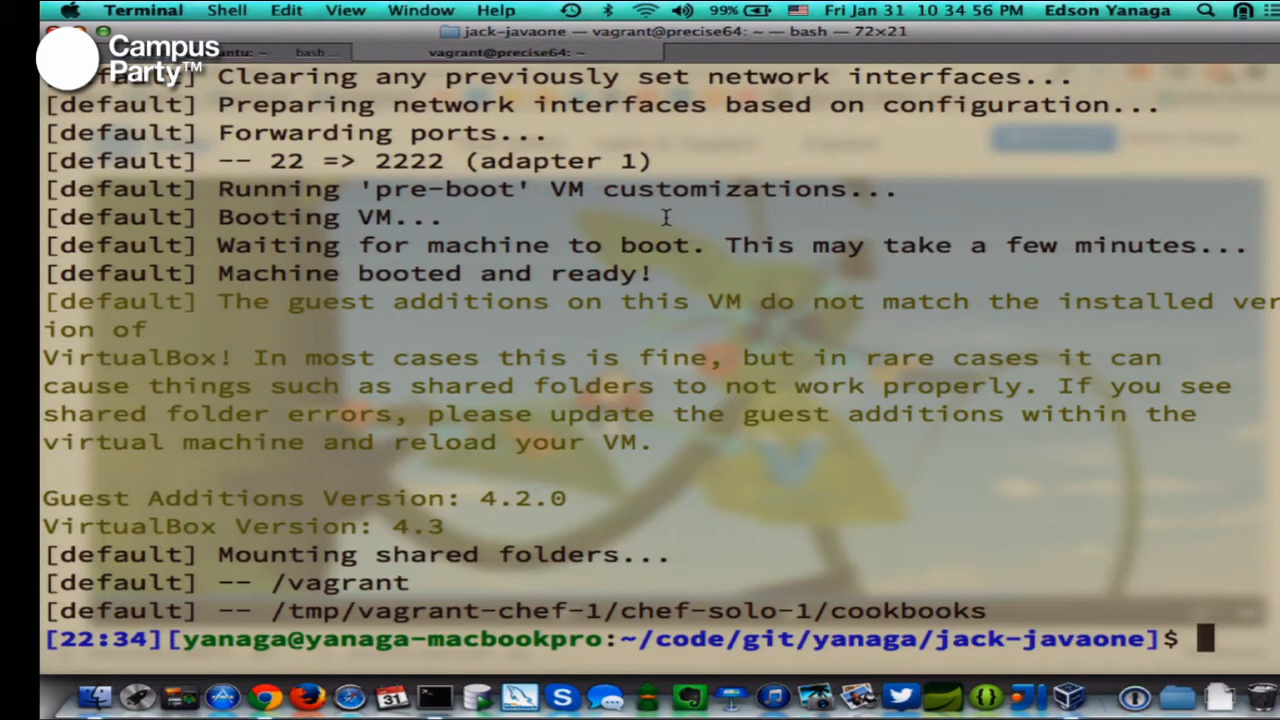 Terminal Shell Edit View Window Help 99% Fri Jan 31 10:34:56 PM Edson Yanaga
jack-javaone — vagrant@precise64: ~ — bash — 72×21
ntu: ~ bash... vagrant@precise64: ~
Campus
Party™
[default] Clearing any previously set network interfaces...
[default] Preparing network interfaces based on configuration...
[default] Forwarding ports...
[default] -- 22 => 2222 (adapter 1)
[default] Running 'pre-boot' VM customizations...
[default] Booting VM...
[default] Waiting for machine to boot. This may take a few minutes...
[default] Machine booted and ready!
[default] The guest additions on this VM do not match the installed ver
ion of
VirtualBox! In most cases this is fine, but in rare cases it can
cause things such as shared folders to not work properly. If you see
shared folder errors, please update the guest additions within the
virtual machine and reload your VM.
Guest Additions Version: 4.2.0
VirtualBox Version: 4.3
[default] Mounting shared folders...
[default] -- /vagrant
[default] -- /tmp/vagrant-chef-1/chef-solo-1/cookbooks
[22:34][yanaga@yanaga-macbookpro:~/code/git/yanaga/jack-javaone]$
31